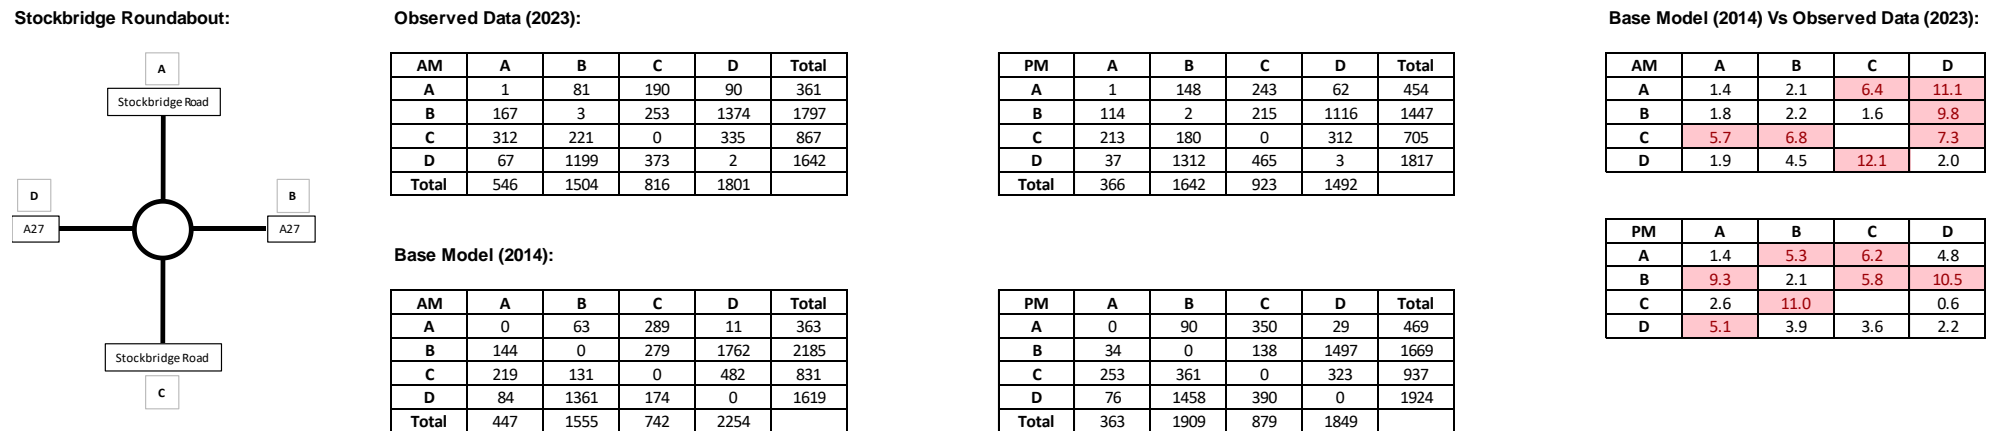 Stockbridge Roundabout:
A
Stockbridge Road
D
B
A27
A27
Stockbridge Road
C
Observed Data (2023):
AM A B C D Total
A 1 81 190 90 361
B 167 3 253 1374 1797
C 312 221 0 335 867
D 67 1199 373 2 1642
Total 546 1504 816 1801
PM A B C D Total
A 1 148 243 62 454
B 114 2 215 1116 1447
C 213 180 0 312 705
D 37 1312 465 3 1817
Total 366 1642 923 1492
Base Model (2014):
AM A B C D Total
A 0 63 289 11 363
B 144 0 279 1762 2185
C 219 131 0 482 831
D 84 1361 174 0 1619
Total 447 1555 742 2254
PM A B C D Total
A 0 90 350 29 469
B 34 0 138 1497 1669
C 253 361 0 323 937
D 76 1458 390 0 1924
Total 363 1909 879 1849
Base Model (2014) Vs Observed Data (2023):
AM A B C D
A 1.4 2.1 6.4 11.1
B 1.8 2.2 1.6 9.8
C 5.7 6.8 7.3
D 1.9 4.5 12.1 2.0
PM A B C D
A 1.4 5.3 6.2 4.8
B 9.3 2.1 5.8 10.5
C 2.6 11.0 0.6
D 5.1 3.9 3.6 2.2